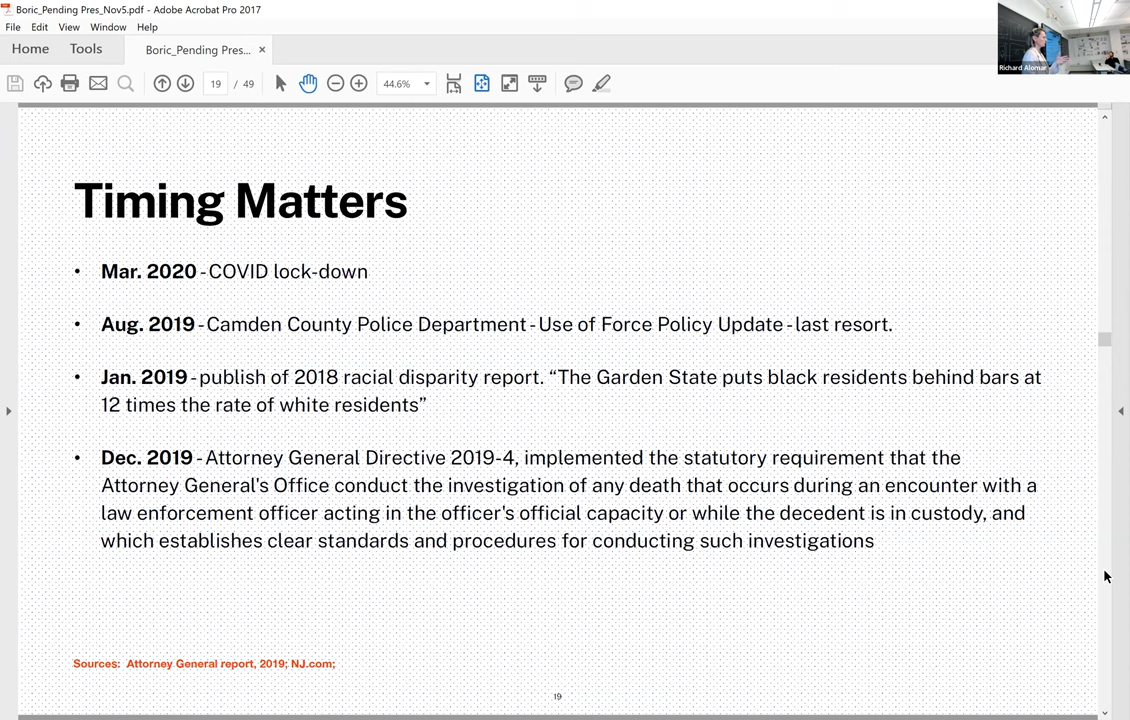 Boric_Pending Pres_Nov5.pdf - Adobe Acrobat Pro 2017
File Edit View Window Help
Home Tools Boric_Pending Pres... ×
19 / 49 44.6%
Richard Alomar
Timing Matters
• Mar. 2020 - COVID lock-down
• Aug. 2019 - Camden County Police Department - Use of Force Policy Update - last resort.
• Jan. 2019 - publish of 2018 racial disparity report. “The Garden State puts black residents behind bars at
12 times the rate of white residents”
• Dec. 2019 - Attorney General Directive 2019-4, implemented the statutory requirement that the
Attorney General's Office conduct the investigation of any death that occurs during an encounter with a
law enforcement officer acting in the officer's official capacity or while the decedent is in custody, and
which establishes clear standards and procedures for conducting such investigations
Sources: Attorney General report, 2019; NJ.com;
19